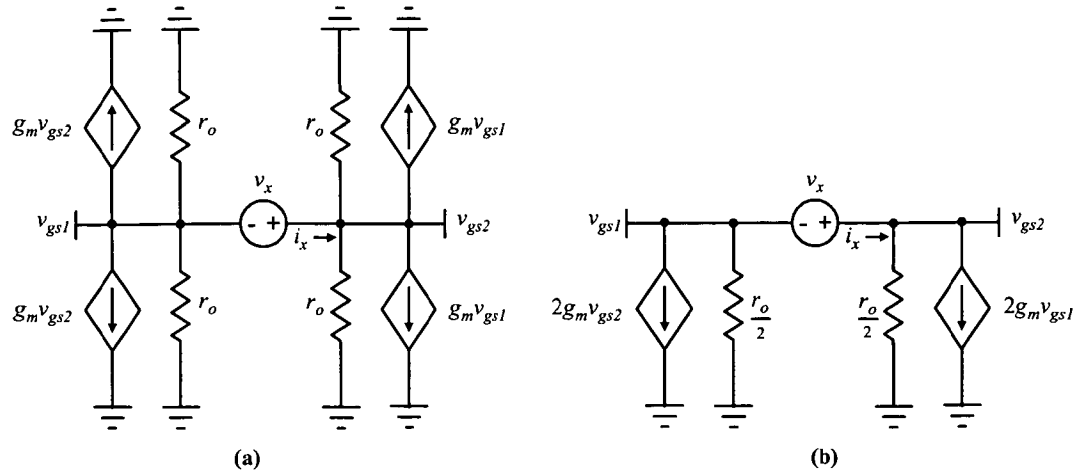 g_m v_gs2
r_o
r_o
g_m v_gs1
v_x
v_gs1
- +
v_gs2
i_x
g_m v_gs2
r_o
r_o
g_m v_gs1
(a)
v_x
v_gs1
- +
v_gs2
i_x
2g_m v_gs2
r_o/2
r_o/2
2g_m v_gs1
(b)